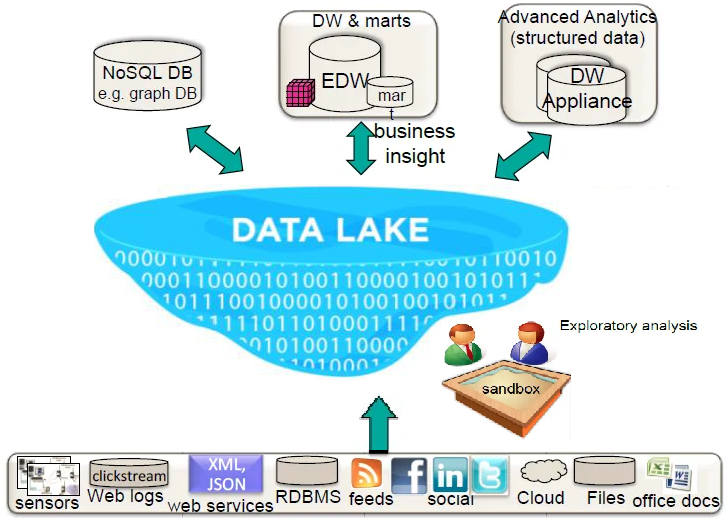 NoSQL DB
e.g. graph DB
DW & marts
EDW
mar
t
Advanced Analytics
(structured data)
DW
Appliance
business
insight
DATA LAKE
Exploratory analysis
sandbox
sensors
clickstream
Web logs
XML,
JSON
web services
RDBMS
feeds
f
in
t
social
Cloud
Files
office docs